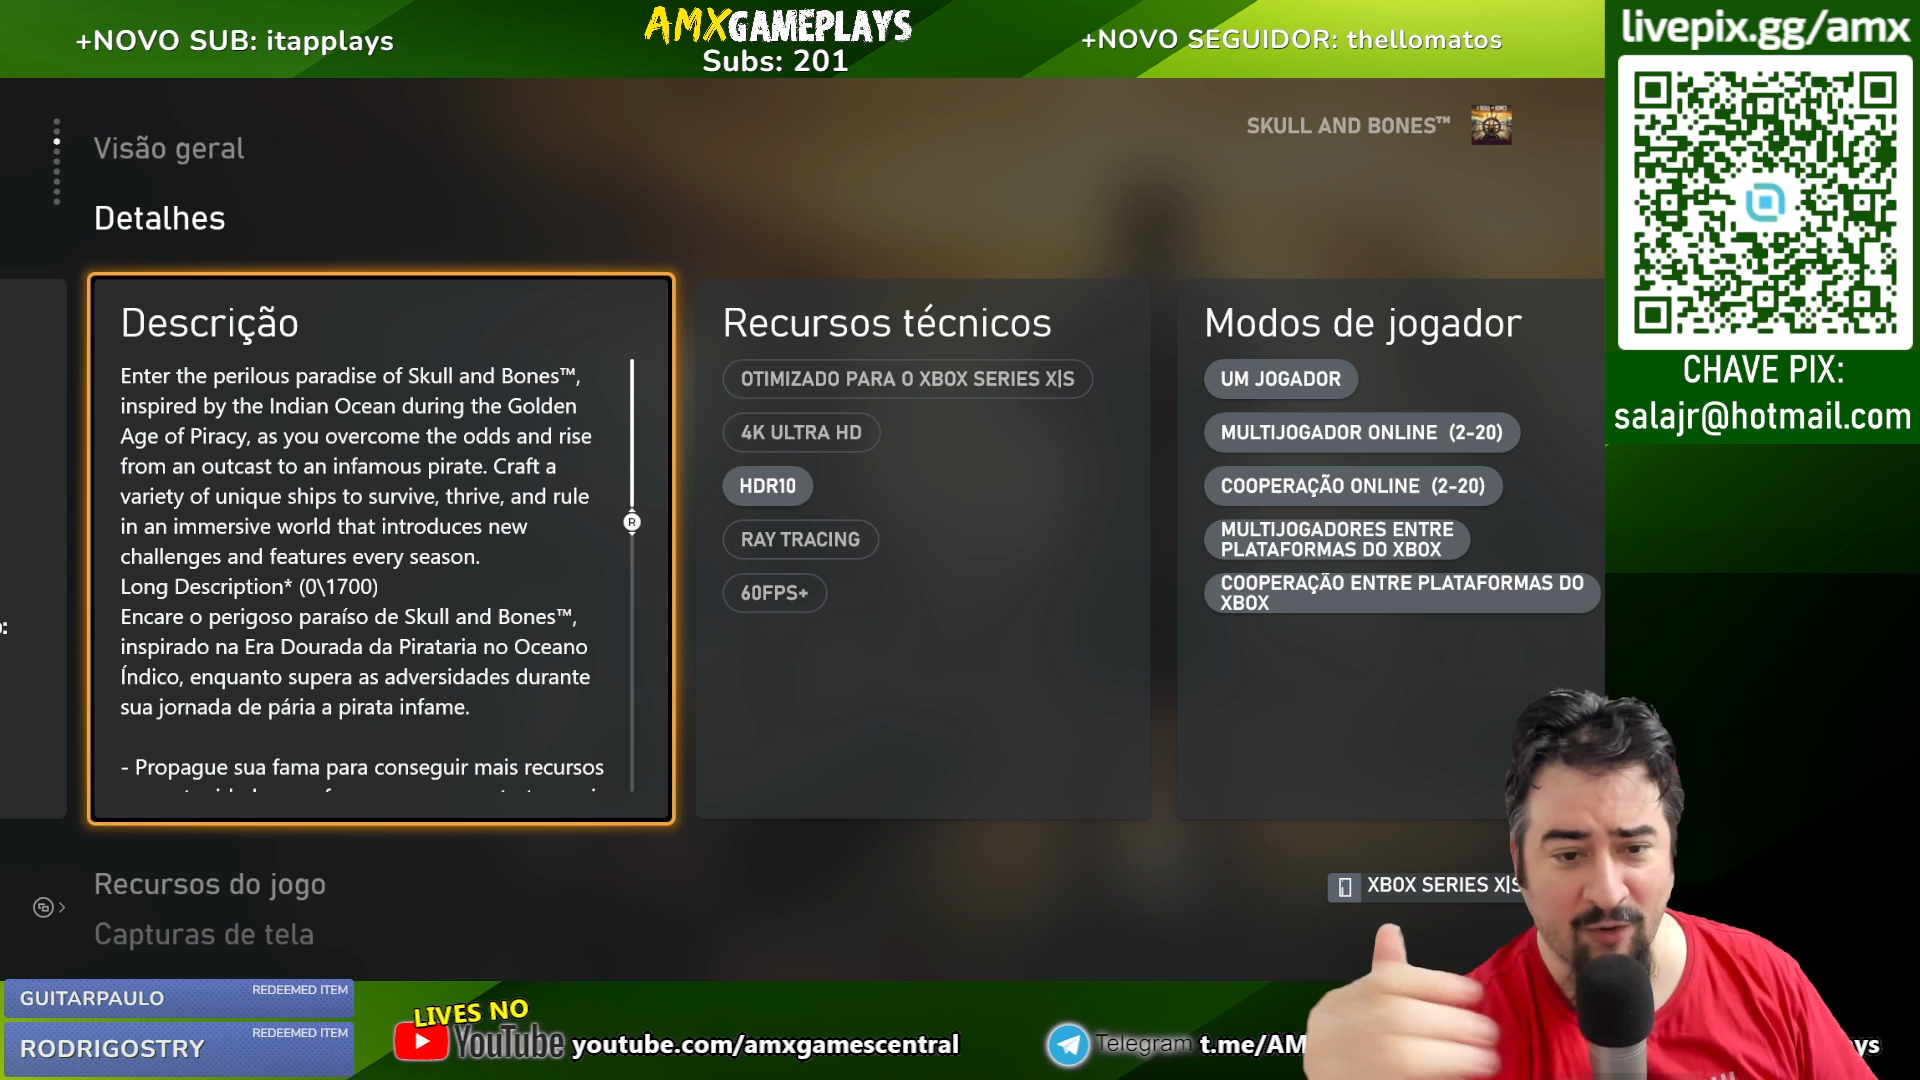 +NOVO SUB: itapplays
AMXGAMEPLAYS
Subs: 201
+NOVO SEGUIDOR: thellomatos
livepix.gg/amx
CHAVE PIX:
salajr@hotmail.com
SKULL AND BONES™
Visão geral
Detalhes
Descrição
Enter the perilous paradise of Skull and Bones™,
inspired by the Indian Ocean during the Golden
Age of Piracy, as you overcome the odds and rise
from an outcast to an infamous pirate. Craft a
variety of unique ships to survive, thrive, and rule
in an immersive world that introduces new
challenges and features every season.
Long Description* (0\1700)
Encare o perigoso paraíso de Skull and Bones™,
inspirado na Era Dourada da Pirataria no Oceano
Índico, enquanto supera as adversidades durante
sua jornada de pária a pirata infame.
- Propague sua fama para conseguir mais recursos
R
Recursos técnicos
OTIMIZADO PARA O XBOX SERIES X|S
4K ULTRA HD
HDR10
RAY TRACING
60FPS+
Modos de jogador
UM JOGADOR
MULTIJOGADOR ONLINE (2-20)
COOPERAÇÃO ONLINE (2-20)
MULTIJOGADORES ENTRE
PLATAFORMAS DO XBOX
COOPERAÇÃO ENTRE PLATAFORMAS DO
XBOX
Recursos do jogo
Capturas de tela
XBOX SERIES X|S
GUITARPAULO
REDEEMED ITEM
RODRIGOSTRY
REDEEMED ITEM
LIVES NO
YouTube
youtube.com/amxgamescentral
Telegram
t.me/AM
ys